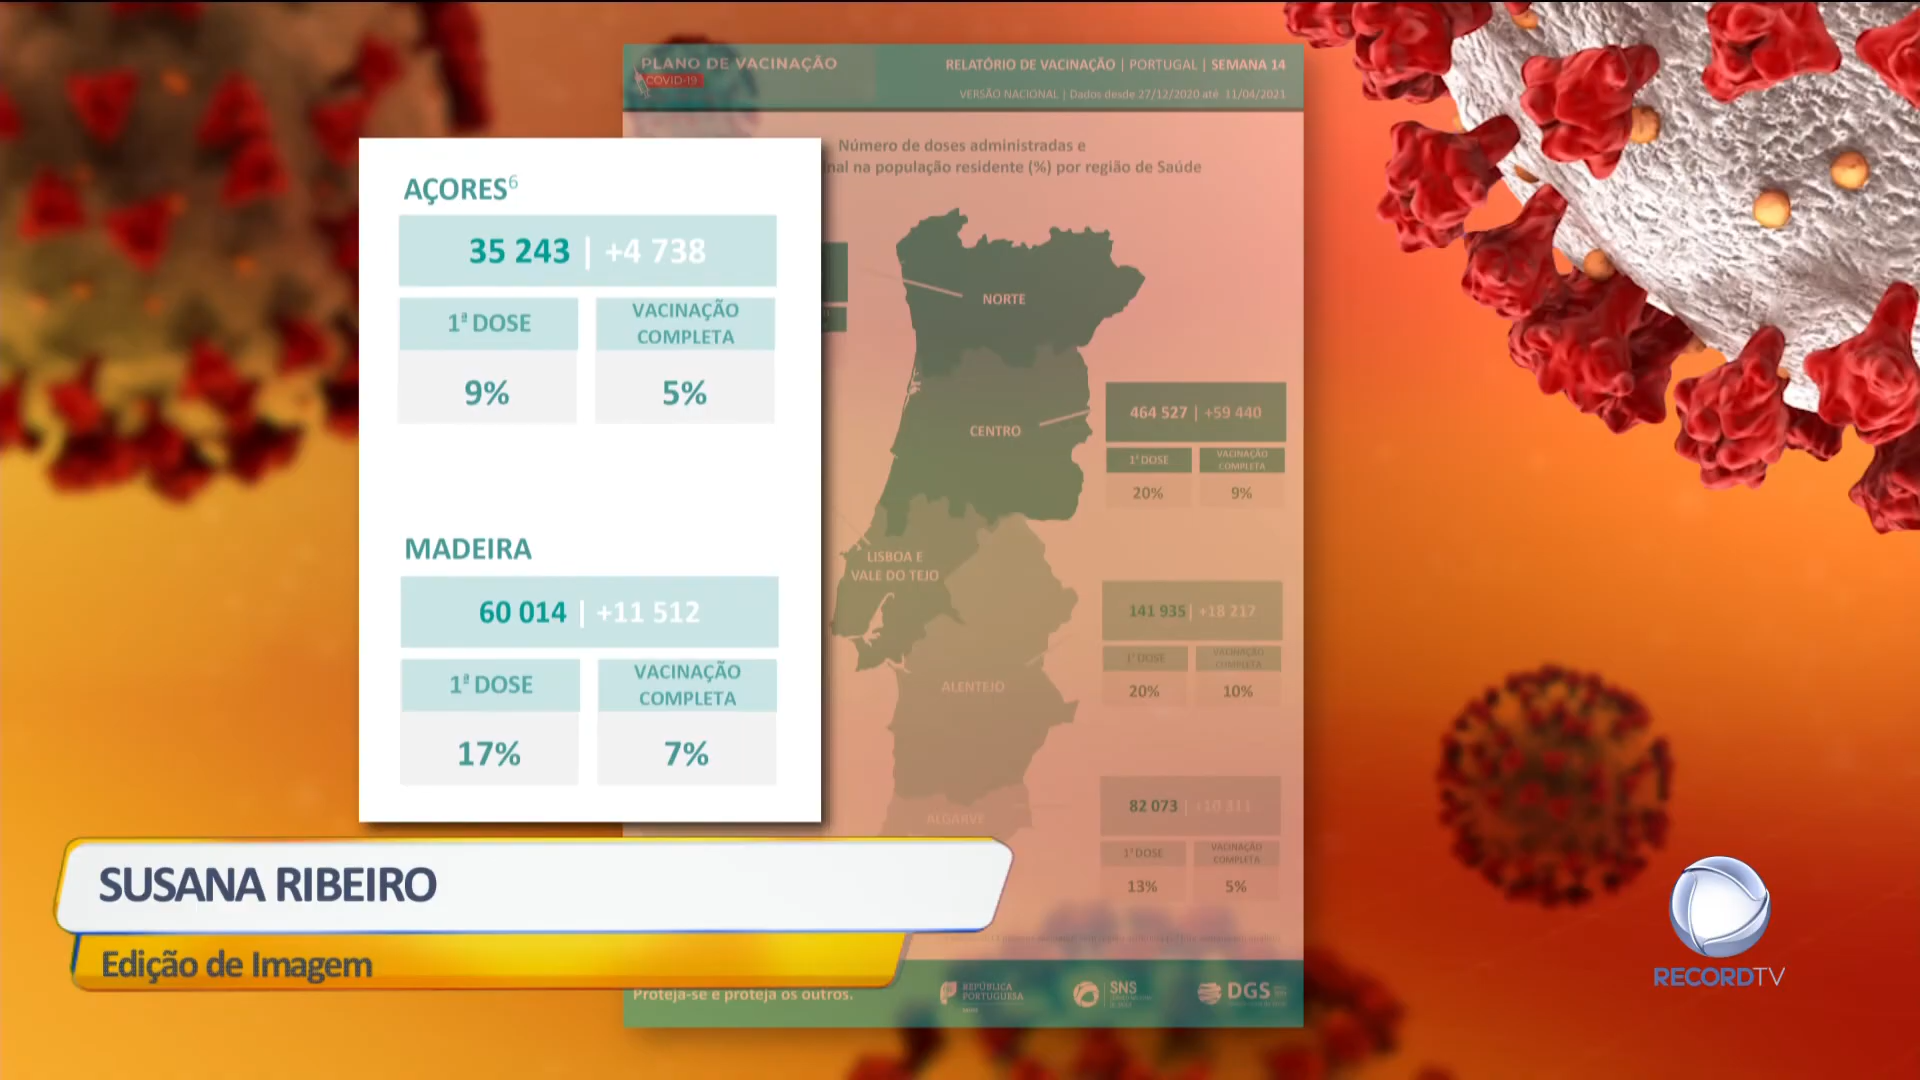 PLANO DE VACINAÇÃO
COVID-19
RELATÓRIO DE VACINAÇÃO | PORTUGAL | SEMANA 14
VERSÃO NACIONAL | Dados desde 27/12/2020 até 11/04/2021
Número de doses administradas e
na população residente (%) por região de Saúde
AÇORES⁶
35 243 | +4 738
1ª DOSE
VACINAÇÃO
COMPLETA
9%
5%
MADEIRA
60 014 | +11 512
1ª DOSE
VACINAÇÃO
COMPLETA
17%
7%
NORTE
CENTRO
464 527 | +59 440
1ª DOSE
VACINAÇÃO
COMPLETA
20%
9%
LISBOA E
VALE DO TEJO
141 935 | +18 217
1ª DOSE
VACINAÇÃO
COMPLETA
20%
10%
ALENTEJO
82 073 | +10 311
1ª DOSE
VACINAÇÃO
COMPLETA
13%
5%
ALGARVE
SUSANA RIBEIRO
Edição de Imagem
Proteja-se e proteja os outros.
REPÚBLICA
PORTUGUESA
SNS
DGS
RECORDTV